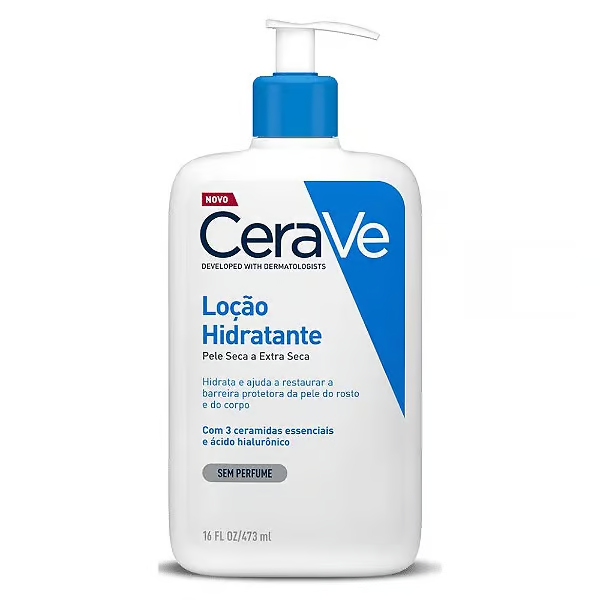 NOVO
CeraVe
DEVELOPED WITH DERMATOLOGISTS
Loção
Hidratante
Pele Seca a Extra Seca
Hidrata e ajuda a restaurar a
barreira protetora da pele do rosto
e do corpo
Com 3 ceramidas essenciais
e ácido hialurônico
SEM PERFUME
16 FL OZ/473 ml